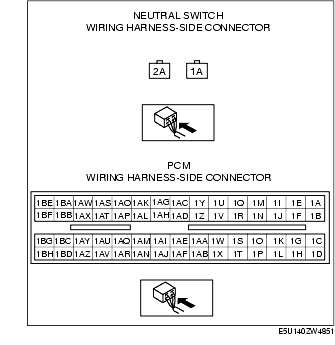 NEUTRAL SWITCH
WIRING HARNESS-SIDE CONNECTOR
2A 1A
PCM
WIRING HARNESS-SIDE CONNECTOR
1BE 1BA 1AW 1AS 1AO 1AK 1AG 1AC 1Y 1U 1Q 1M 1I 1E 1A
1BF 1BB 1AX 1AT 1AP 1AL 1AH 1AD 1Z 1V 1R 1N 1J 1F 1B
1BG 1BC 1AY 1AU 1AQ 1AM 1AI 1AE 1AA 1W 1S 1O 1K 1G 1C
1BH 1BD 1AZ 1AV 1AR 1AN 1AJ 1AF 1AB 1X 1T 1P 1L 1H 1D
E5U140ZW4851